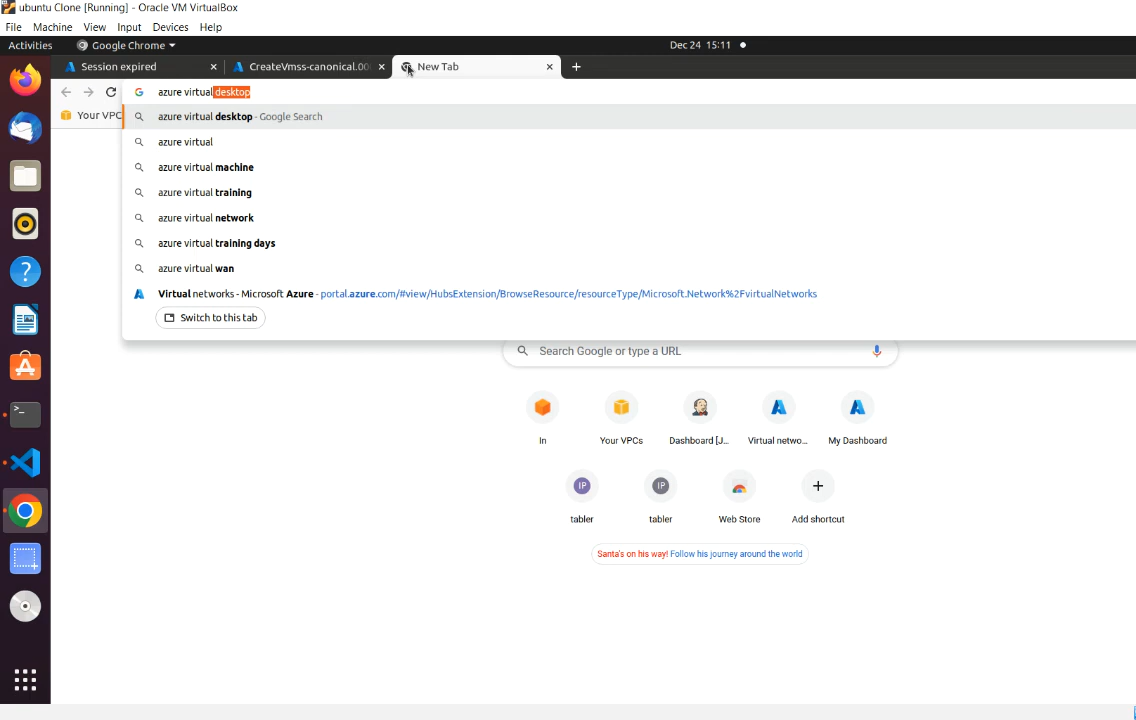 ubuntu Clone [Running] - Oracle VM VirtualBox
File Machine View Input Devices Help
Activities Google Chrome Dec 24 15:11
Session expired CreateVmss-canonical.00 New Tab
azure virtual desktop
Your VPC
azure virtual desktop - Google Search
azure virtual
azure virtual machine
azure virtual training
azure virtual network
azure virtual training days
azure virtual wan
Virtual networks - Microsoft Azure - portal.azure.com/#view/HubsExtension/BrowseResource/resourceType/Microsoft.Network%2FvirtualNetworks
Switch to this tab
Search Google or type a URL
In Your VPCs Dashboard [J... Virtual netwo... My Dashboard
IP IP
tabler tabler Web Store Add shortcut
Santa's on his way! Follow his journey around the world